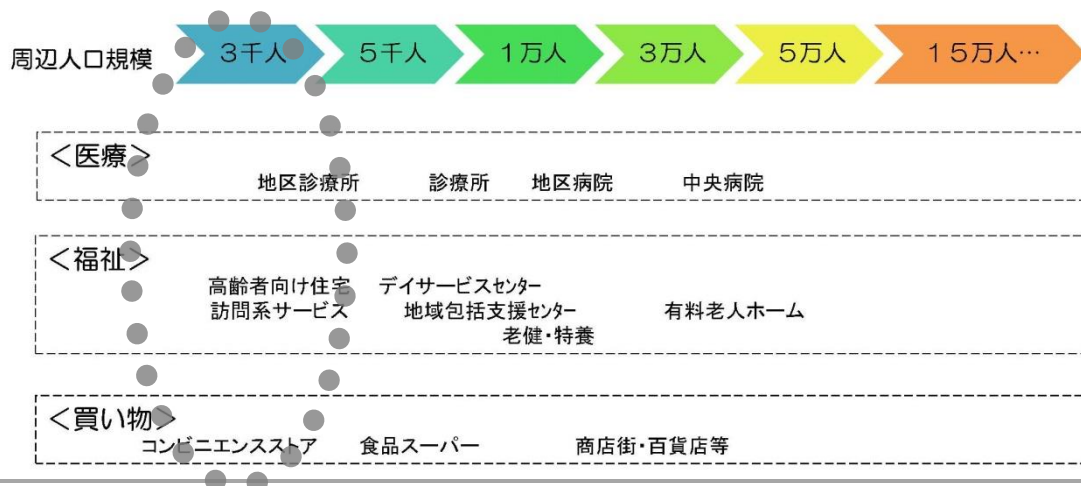 周辺人口規模 3千人 5千人 1万人 3万人 5万人 15万人…
<医療>
地区診療所 診療所 地区病院 中央病院
<福祉>
高齢者向け住宅 デイサービスセンター
訪問系サービス 地域包括支援センター 有料老人ホーム
老健・特養
<買い物>
コンビニエンスストア 食品スーパー 商店街・百貨店等